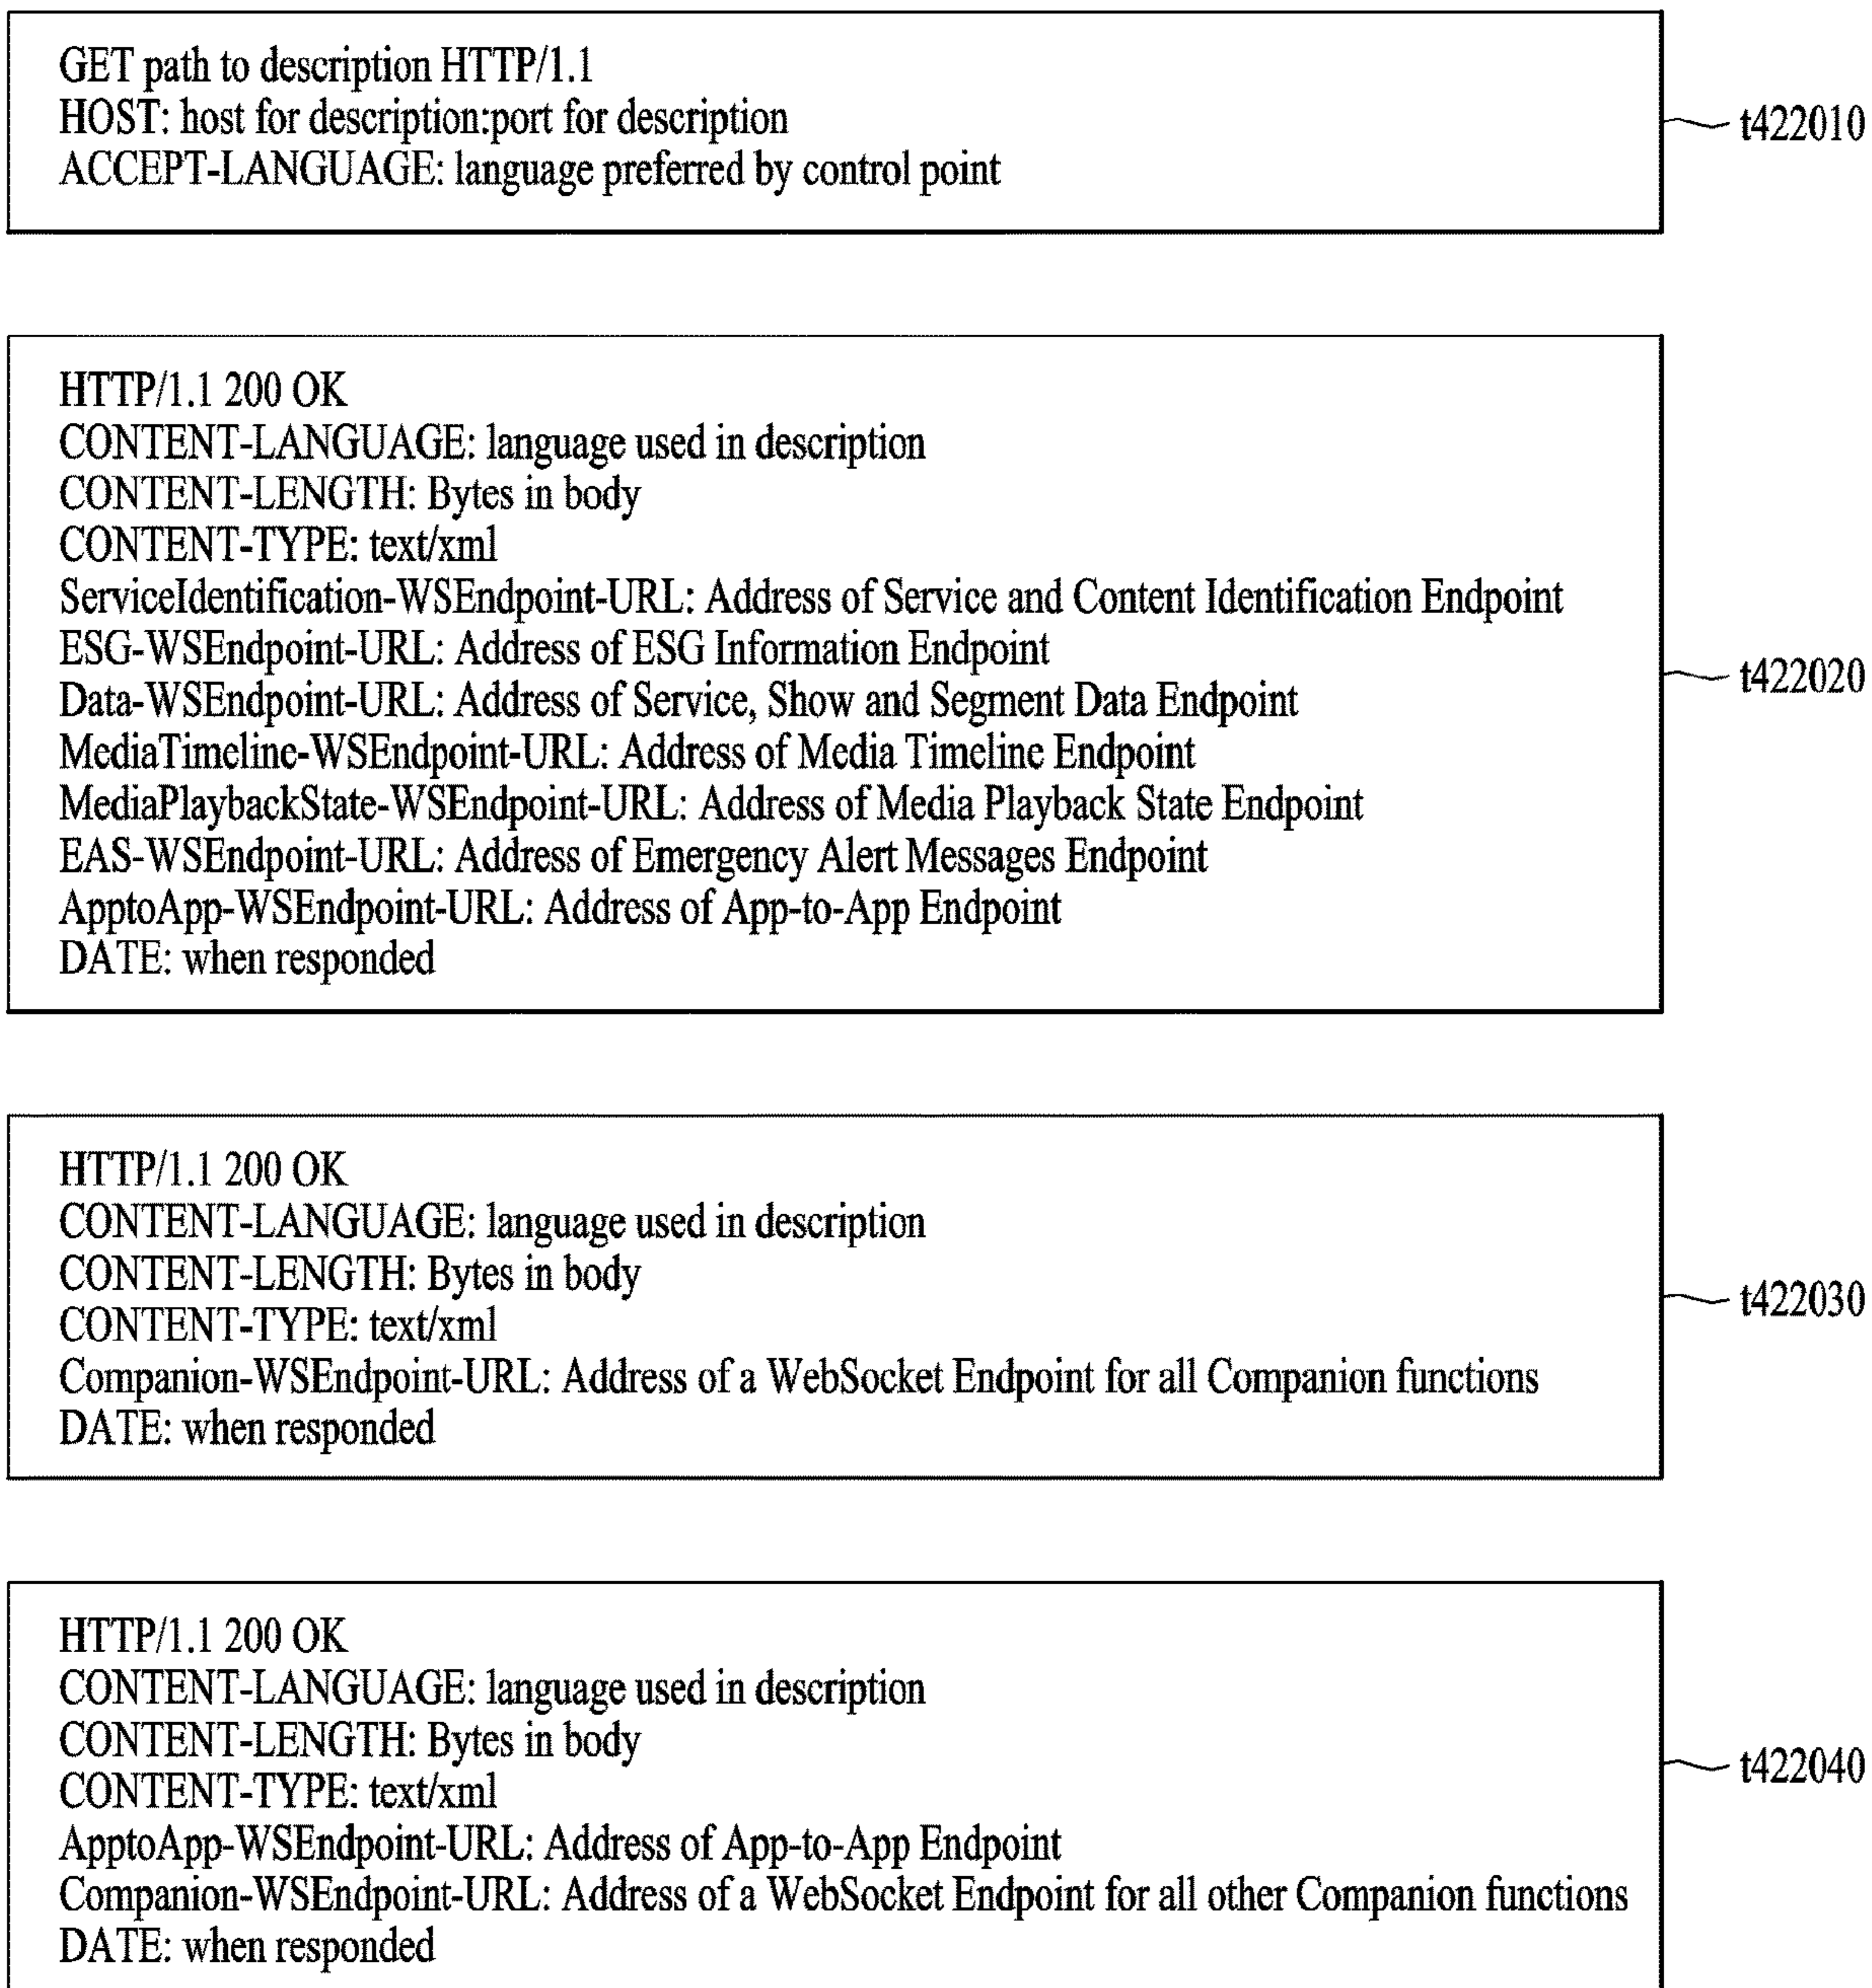 GET path to description HTTP/1.1
HOST: host for description:port for description
ACCEPT-LANGUAGE: language preferred by control point
t422010
HTTP/1.1 200 OK
CONTENT-LANGUAGE: language used in description
CONTENT-LENGTH: Bytes in body
CONTENT-TYPE: text/xml
ServiceIdentification-WSEndpoint-URL: Address of Service and Content Identification Endpoint
ESG-WSEndpoint-URL: Address of ESG Information Endpoint
Data-WSEndpoint-URL: Address of Service, Show and Segment Data Endpoint
MediaTimeline-WSEndpoint-URL: Address of Media Timeline Endpoint
MediaPlaybackState-WSEndpoint-URL: Address of Media Playback State Endpoint
EAS-WSEndpoint-URL: Address of Emergency Alert Messages Endpoint
ApptoApp-WSEndpoint-URL: Address of App-to-App Endpoint
DATE: when responded
t422020
HTTP/1.1 200 OK
CONTENT-LANGUAGE: language used in description
CONTENT-LENGTH: Bytes in body
CONTENT-TYPE: text/xml
Companion-WSEndpoint-URL: Address of a WebSocket Endpoint for all Companion functions
DATE: when responded
t422030
HTTP/1.1 200 OK
CONTENT-LANGUAGE: language used in description
CONTENT-LENGTH: Bytes in body
CONTENT-TYPE: text/xml
ApptoApp-WSEndpoint-URL: Address of App-to-App Endpoint
Companion-WSEndpoint-URL: Address of a WebSocket Endpoint for all other Companion functions
DATE: when responded
t422040